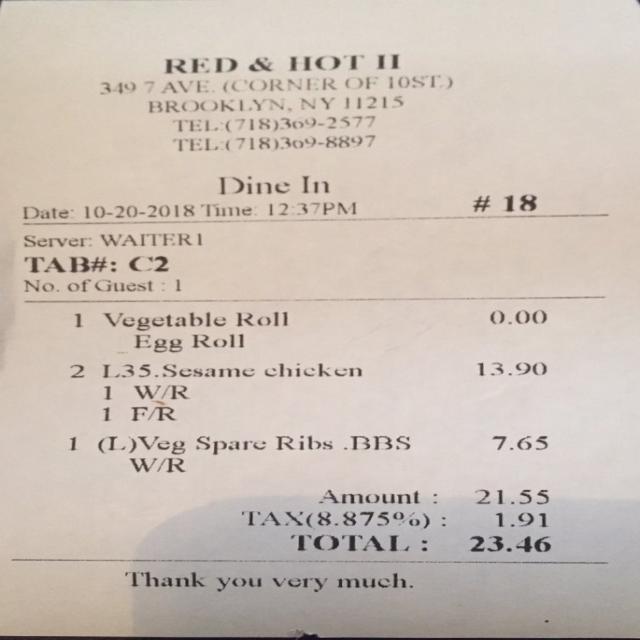 RED & HOT II
349 7 AVE. (CORNER OF 10ST.)
BROOKLYN, NY 11215
TEL:(718)369-2577
TEL:(718)369-8897
Dine In
Date: 10-20-2018 Time: 12:37PM # 18
Server: WAITER1
TAB#: C2
No. of Guest : 1
1 Vegetable Roll 0.00
Egg Roll
2 L35.Sesame chicken 13.90
1 W/R
1 F/R
1 (L)Veg Spare Ribs .BBS 7.65
W/R
Amount : 21.55
TAX(8.875%) : 1.91
TOTAL : 23.46
Thank you very much.